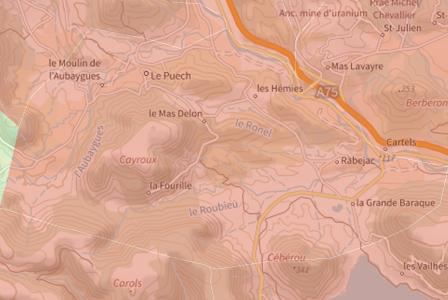 Prae Michel
Anc. mine d'uranium
Chevallier
St-Julien
St-
le Moulin de
l'Aubaygues
Le Puech
Mas Lavayre
les Hémies
A75
.253
Berberon
le Mas Delon
le Ronel
l'Aubaygues
Cartels
117
Cayroux
Rabejac
la Fourille
le Roubieu
la Grande Baraque
Cébérou
.342
Carols
les Vailhés